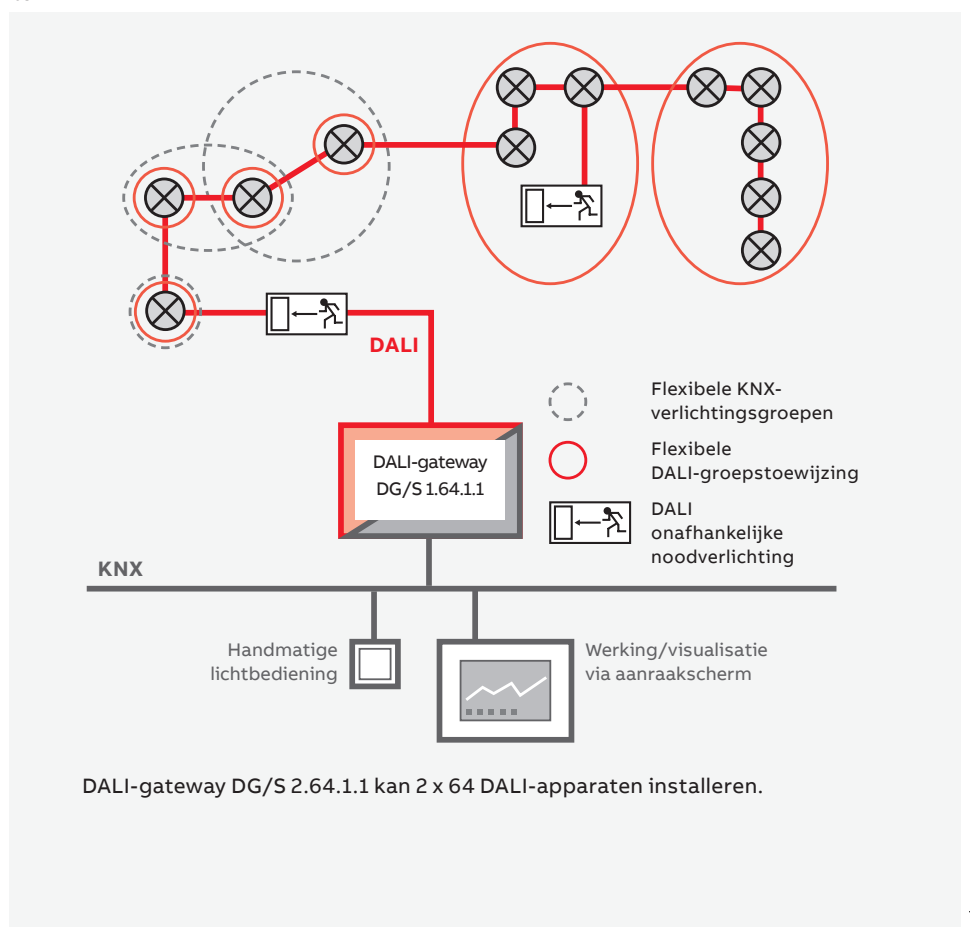 DALI
DALI-gateway
DG/S 1.64.1.1
Flexibele KNX-
verlichtingsgroepen
Flexibele
DALI-groepstoewijzing
DALI
onafhankelijke
noodverlichting
KNX
Handmatige
lichtbediening
Werking/visualisatie
via aanraakscherm
DALI-gateway DG/S 2.64.1.1 kan 2 x 64 DALI-apparaten installeren.